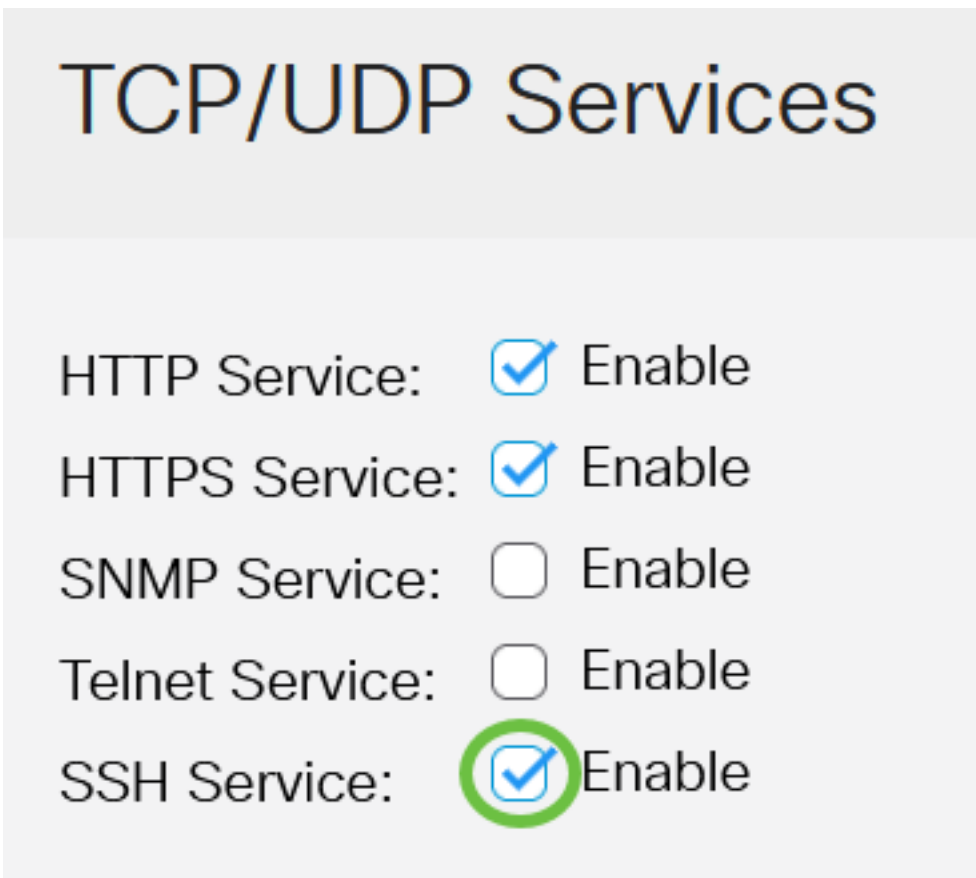 TCP/UDP Services
HTTP Service: Enable
HTTPS Service: Enable
SNMP Service: Enable
Telnet Service: Enable
SSH Service: Enable